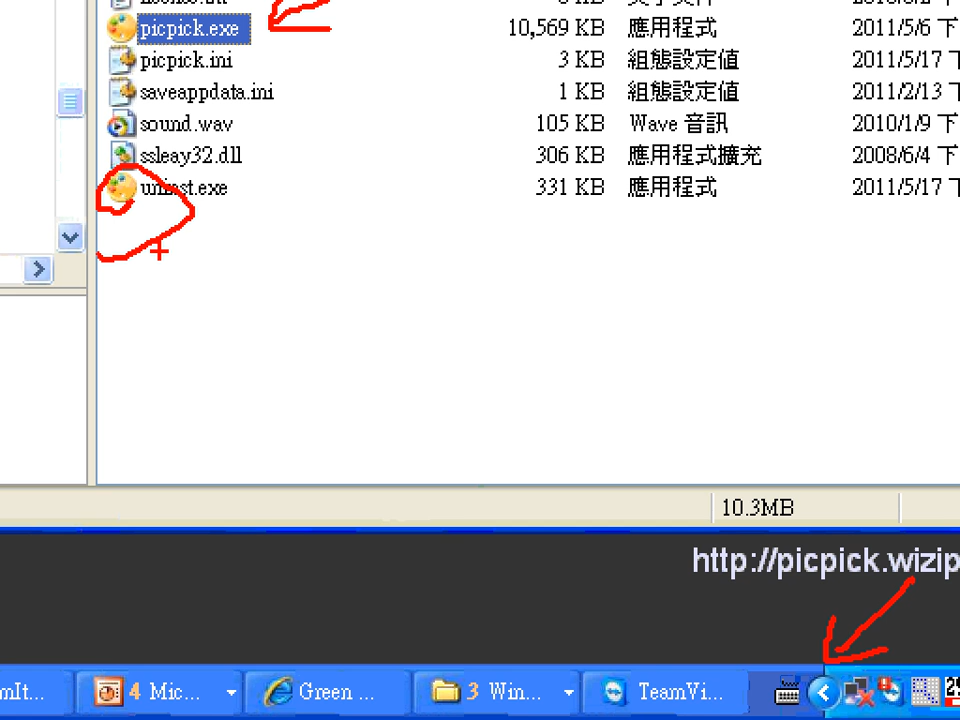 picpick.exe 10,569 KB 應用程式 2011/5/6 下
picpick.ini 3 KB 組態設定值 2011/5/17 下
saveappdata.ini 1 KB 組態設定值 2011/2/13 下
sound.wav 105 KB Wave 音訊 2010/1/9 下
ssleay32.dll 306 KB 應用程式擴充 2008/6/4 下
uninst.exe 331 KB 應用程式 2011/5/17 下
10.3MB
http://picpick.wizip
mIt... 4 Mic... Green ... 3 Win... TeamVi...